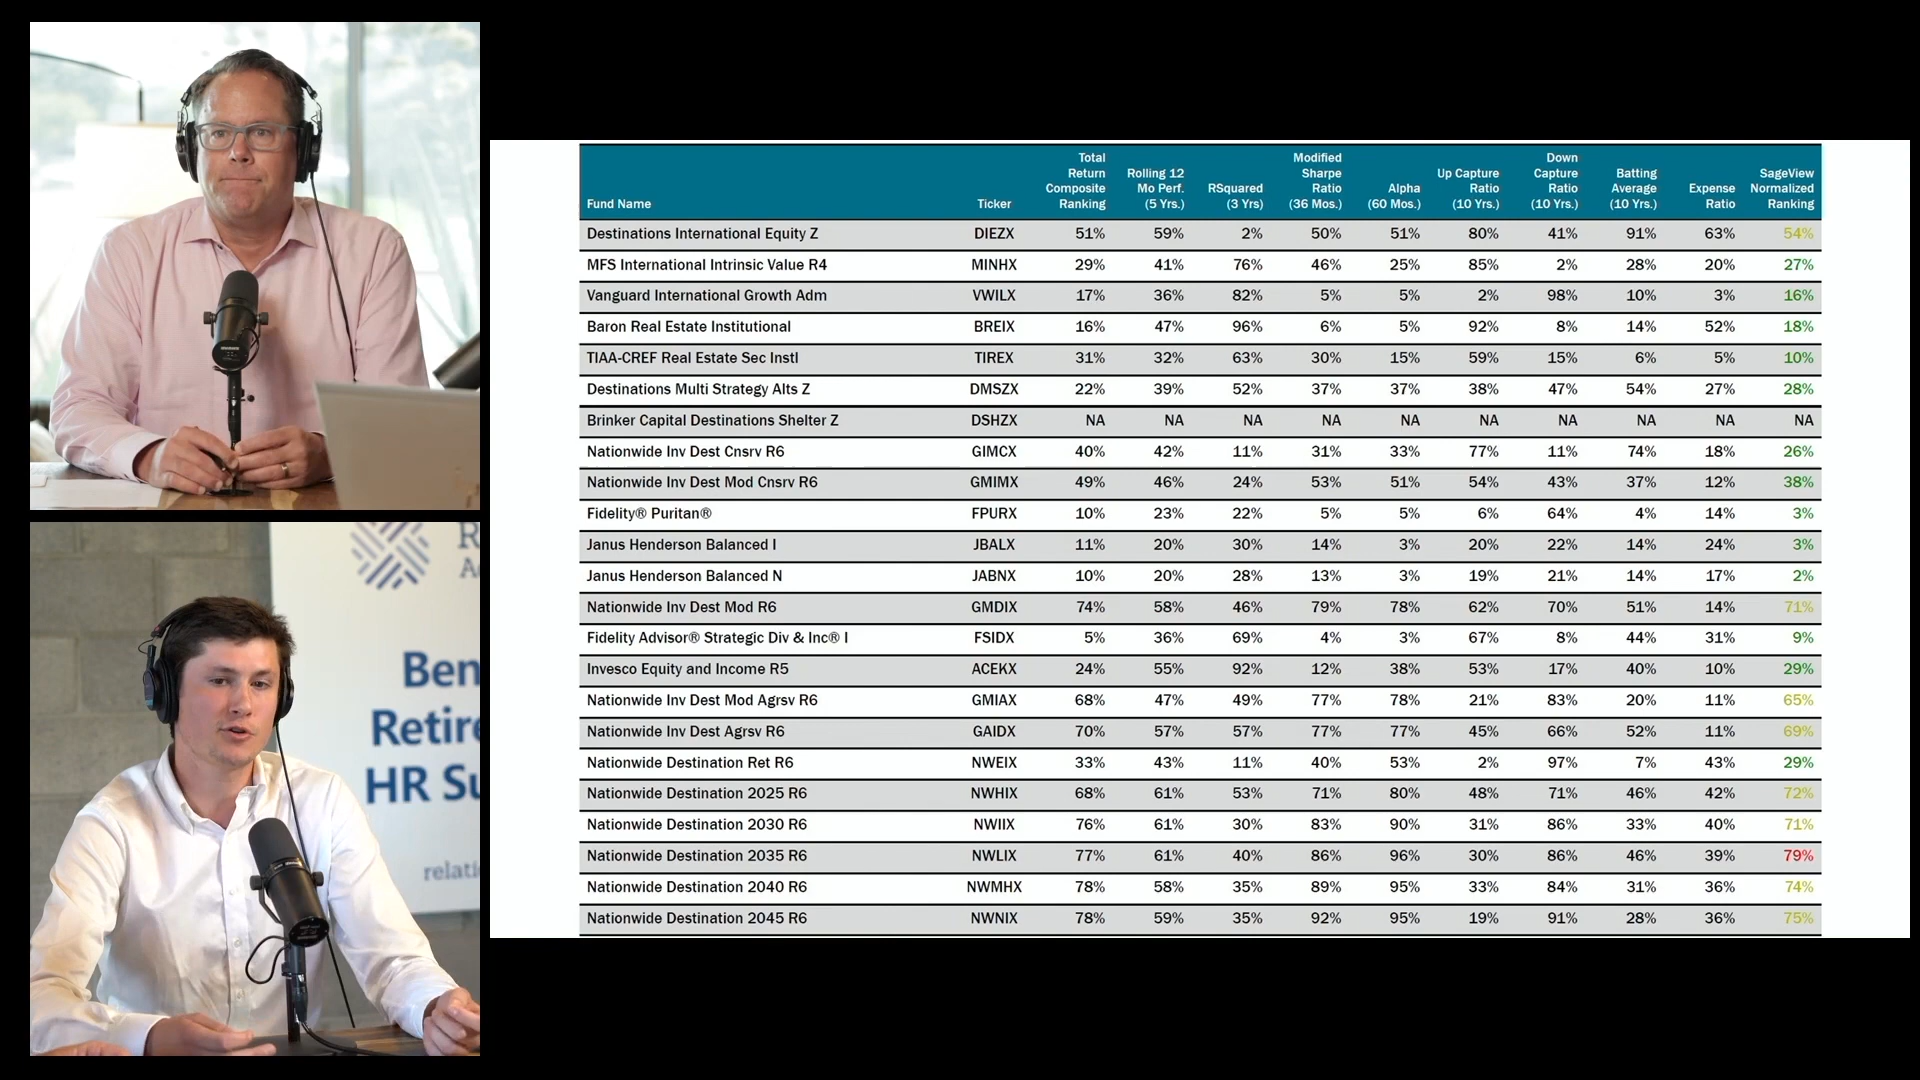 R
A
Ben
Retire
HR Su
relati
Fund Name Ticker Total Return Composite Ranking Rolling 12 Mo Perf. (5 Yrs.) RSquared (3 Yrs) Modified Sharpe Ratio (36 Mos.) Alpha (60 Mos.) Up Capture Ratio (10 Yrs.) Down Capture Ratio (10 Yrs.) Batting Average (10 Yrs.) Expense Ratio SageView Normalized Ranking
Destinations International Equity Z DIEZX 51% 59% 2% 50% 51% 80% 41% 91% 63% 54%
MFS International Intrinsic Value R4 MINHX 29% 41% 76% 46% 25% 85% 2% 28% 20% 27%
Vanguard International Growth Adm VWILX 17% 36% 82% 5% 5% 2% 98% 10% 3% 16%
Baron Real Estate Institutional BREIX 16% 47% 96% 6% 5% 92% 8% 14% 52% 18%
TIAA-CREF Real Estate Sec Instl TIREX 31% 32% 63% 30% 15% 59% 15% 6% 5% 10%
Destinations Multi Strategy Alts Z DMSZX 22% 39% 52% 37% 37% 38% 47% 54% 27% 28%
Brinker Capital Destinations Shelter Z DSHZX NA NA NA NA NA NA NA NA NA NA
Nationwide Inv Dest Cnsrv R6 GIMCX 40% 42% 11% 31% 33% 77% 11% 74% 18% 26%
Nationwide Inv Dest Mod Cnsrv R6 GMIMX 49% 46% 24% 53% 51% 54% 43% 37% 12% 38%
Fidelity® Puritan® FPURX 10% 23% 22% 5% 5% 6% 64% 4% 14% 3%
Janus Henderson Balanced I JBALX 11% 20% 30% 14% 3% 20% 22% 14% 24% 3%
Janus Henderson Balanced N JABNX 10% 20% 28% 13% 3% 19% 21% 14% 17% 2%
Nationwide Inv Dest Mod R6 GMDIX 74% 58% 46% 79% 78% 62% 70% 51% 14% 71%
Fidelity Advisor® Strategic Div & Inc® I FSIDX 5% 36% 69% 4% 3% 67% 8% 44% 31% 9%
Invesco Equity and Income R5 ACEKX 24% 55% 92% 12% 38% 53% 17% 40% 10% 29%
Nationwide Inv Dest Mod Agrsv R6 GMIAX 68% 47% 49% 77% 78% 21% 83% 20% 11% 65%
Nationwide Inv Dest Agrsv R6 GAIDX 70% 57% 57% 77% 77% 45% 66% 52% 11% 69%
Nationwide Destination Ret R6 NWEIX 33% 43% 11% 40% 53% 2% 97% 7% 43% 29%
Nationwide Destination 2025 R6 NWHIX 68% 61% 53% 71% 80% 48% 71% 46% 42% 72%
Nationwide Destination 2030 R6 NWIIX 76% 61% 30% 83% 90% 31% 86% 33% 40% 71%
Nationwide Destination 2035 R6 NWLIX 77% 61% 40% 86% 96% 30% 86% 46% 39% 79%
Nationwide Destination 2040 R6 NWMHX 78% 58% 35% 89% 95% 33% 84% 31% 36% 74%
Nationwide Destination 2045 R6 NWNIX 78% 59% 35% 92% 95% 19% 91% 28% 36% 75%